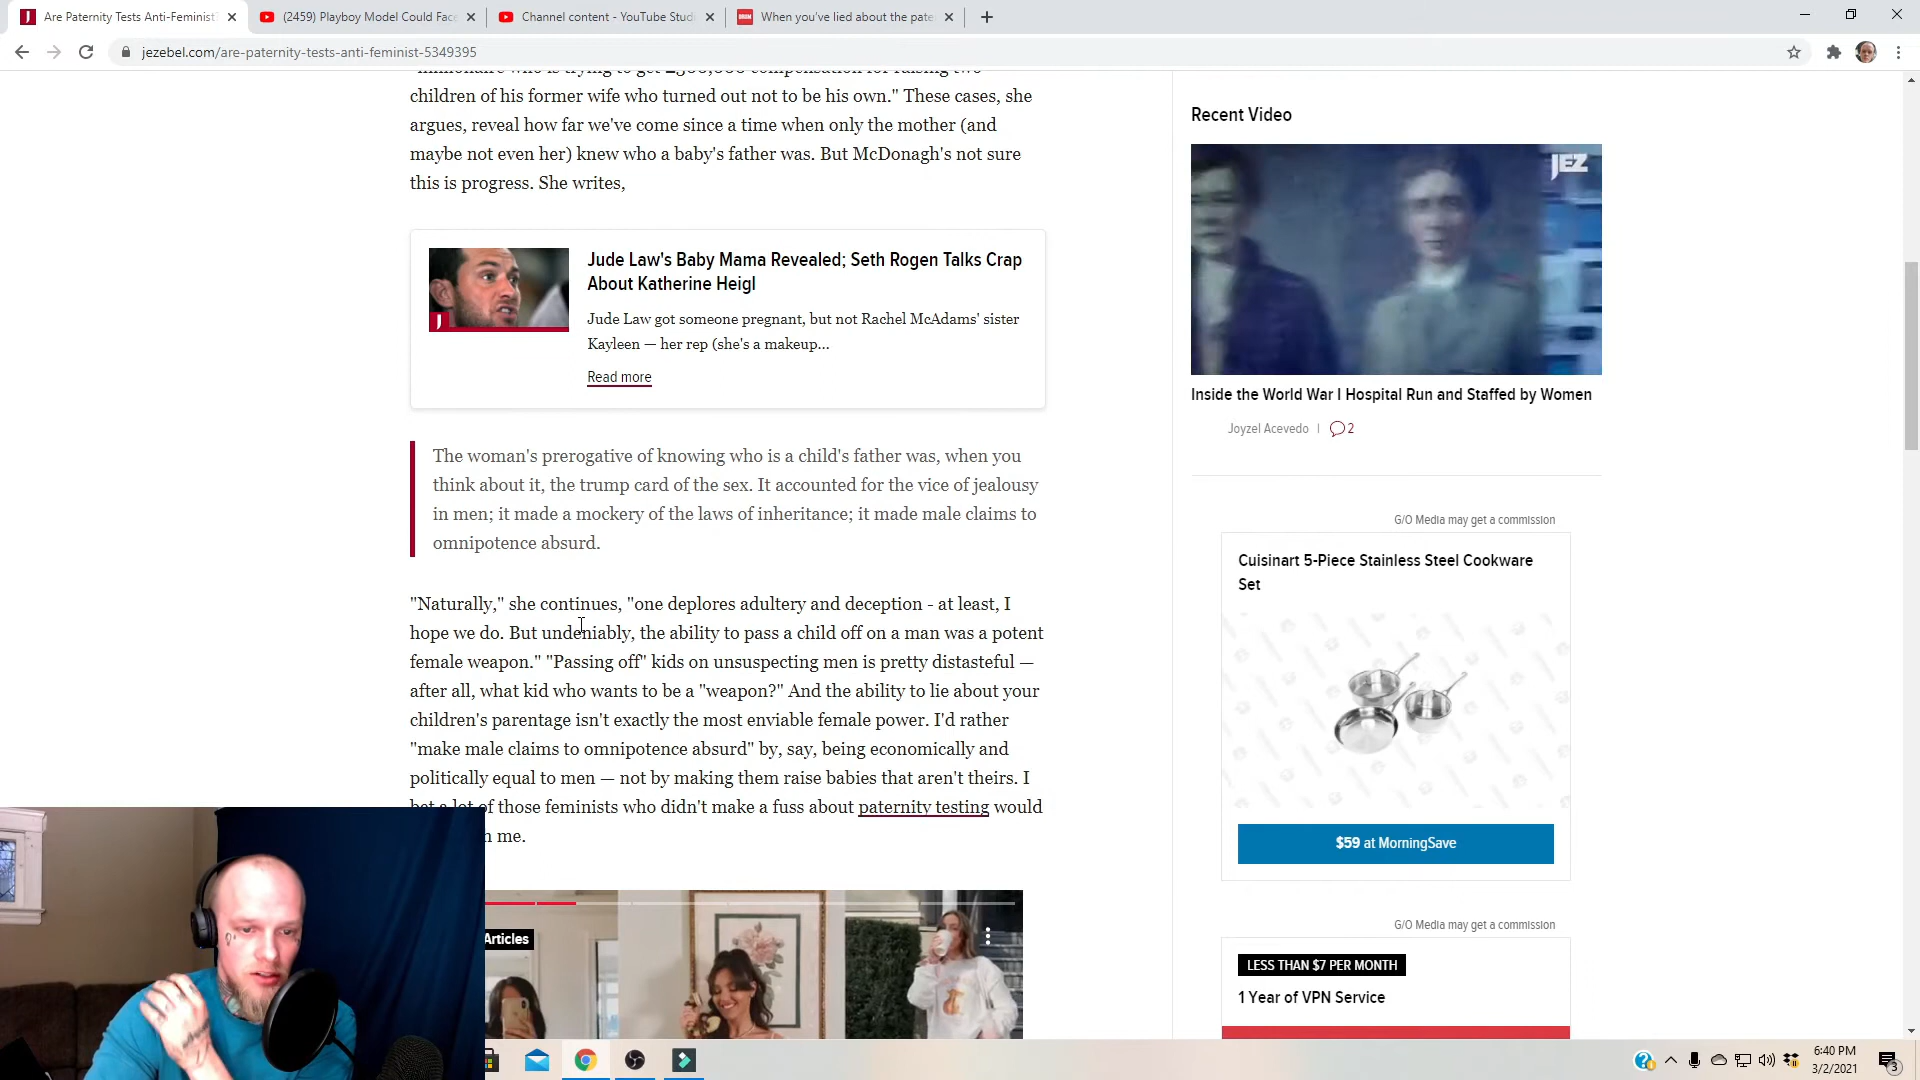 Are Paternity Tests Anti-Feminist
(2459) Playboy Model Could Fac
Channel content - YouTube Stud
When you've lied about the pate
jezebel.com/are-paternity-tests-anti-feminist-5349395
children of his former wife who turned out not to be his own." These cases, she
argues, reveal how far we've come since a time when only the mother (and
maybe not even her) knew who a baby's father was. But McDonagh's not sure
this is progress. She writes,
Jude Law's Baby Mama Revealed; Seth Rogen Talks Crap
About Katherine Heigl
Jude Law got someone pregnant, but not Rachel McAdams' sister
Kayleen — her rep (she's a makeup...
Read more
The woman's prerogative of knowing who is a child's father was, when you
think about it, the trump card of the sex. It accounted for the vice of jealousy
in men; it made a mockery of the laws of inheritance; it made male claims to
omnipotence absurd.
"Naturally," she continues, "one deplores adultery and deception - at least, I
hope we do. But undeniably, the ability to pass a child off on a man was a potent
female weapon." "Passing off" kids on unsuspecting men is pretty distasteful —
after all, what kid who wants to be a "weapon?" And the ability to lie about your
children's parentage isn't exactly the most enviable female power. I'd rather
"make male claims to omnipotence absurd" by, say, being economically and
politically equal to men — not by making them raise babies that aren't theirs. I
bet a lot of those feminists who didn't make a fuss about paternity testing would
me.
Articles
Recent Video
JEZ
Inside the World War I Hospital Run and Staffed by Women
Joyzel Acevedo | 2
G/O Media may get a commission
Cuisinart 5-Piece Stainless Steel Cookware
Set
$59 at MorningSave
G/O Media may get a commission
LESS THAN $7 PER MONTH
1 Year of VPN Service
6:40 PM
3/2/2021
3